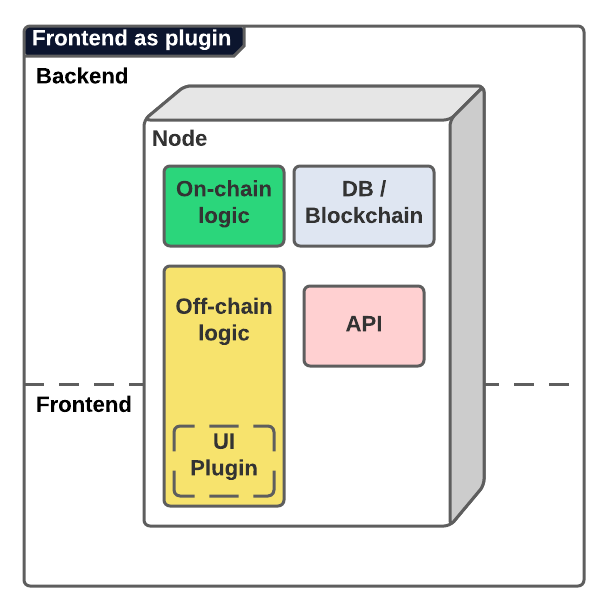 Frontend as plugin
Backend
Node
On-chain
logic
DB /
Blockchain
Off-chain
logic
API
Frontend
UI
Plugin